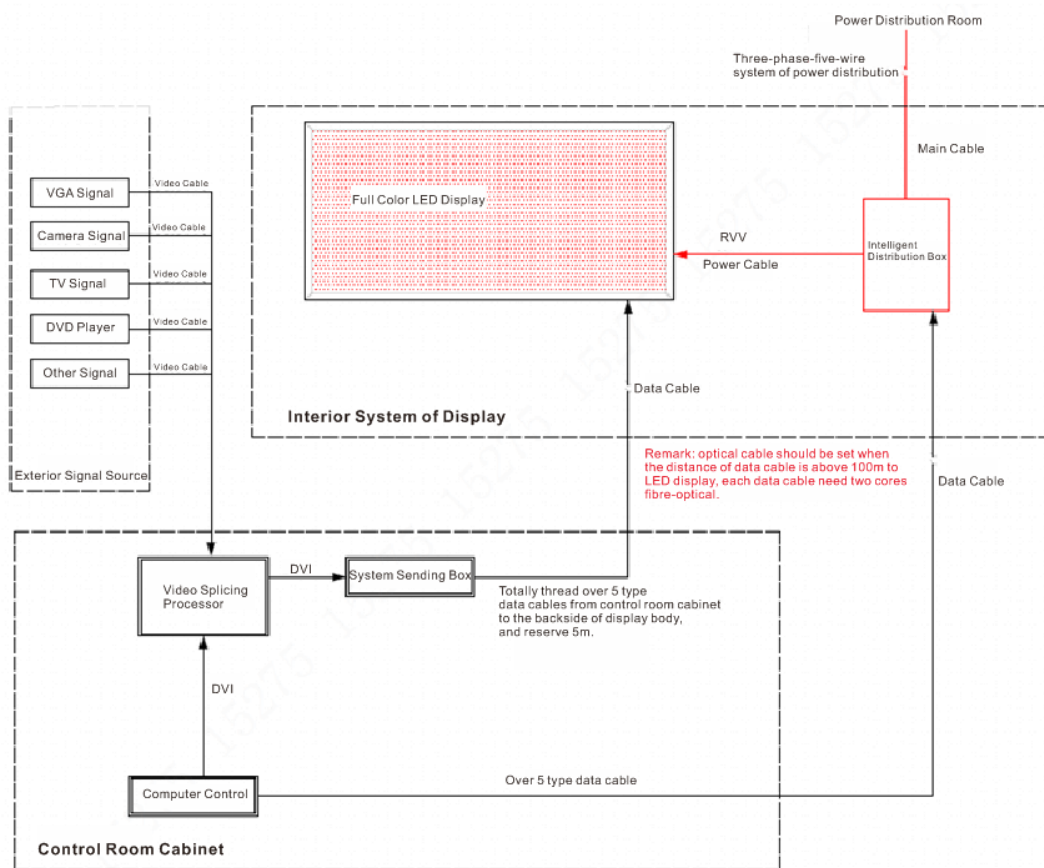 Power Distribution Room
Three-phase-five-wire
system of power distribution
Main Cable
VGA Signal
Video Cable
Camera Signal
Video Cable
TV Signal
Video Cable
DVD Player
Video Cable
Other Signal
Video Cable
Exterior Signal Source
Full Color LED Display
RVV
Power Cable
Intelligent
Distribution Box
Data Cable
Interior System of Display
Remark: optical cable should be set when
the distance of data cable is above 100m to
LED display, each data cable need two cores
fibre-optical.
Data Cable
Video Splicing
Processor
DVI
System Sending Box
Totally thread over 5 type
data cables from control room cabinet
to the backside of display body,
and reserve 5m.
DVI
Computer Control
Over 5 type data cable
Control Room Cabinet
15275 15275 15275 15275 15275 15275